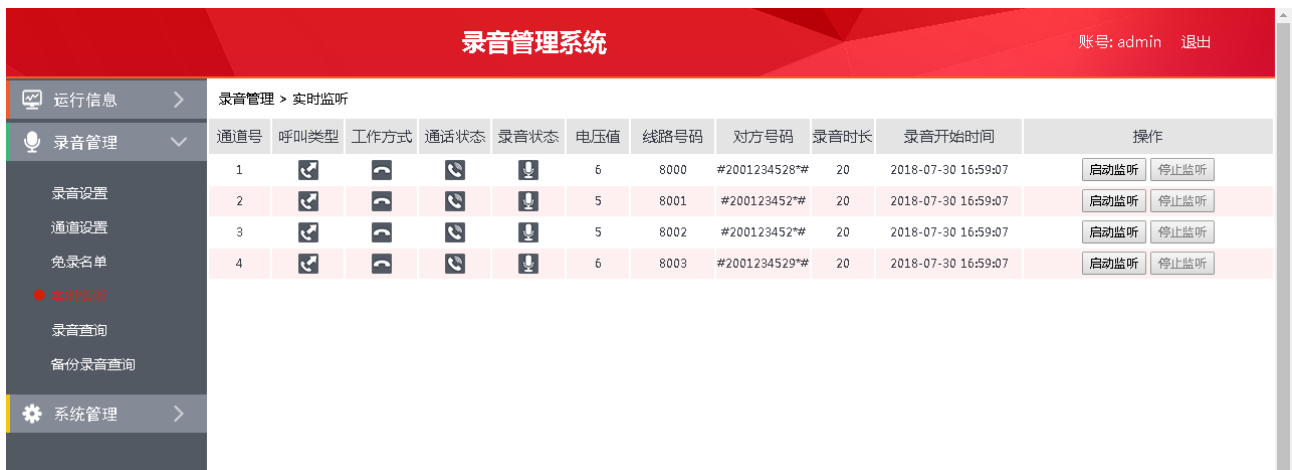 录音管理系统
账号: admin 退出
运行信息
录音管理
录音设置
通道设置
免录名单
实时监听
录音查询
备份录音查询
系统管理
录音管理 > 实时监听
通道号 呼叫类型 工作方式 通话状态 录音状态 电压值 线路号码 对方号码 录音时长 录音开始时间 操作
1 6 8000 #2001234528*# 20 2018-07-30 16:59:07 启动监听 停止监听
2 5 8001 #200123452*# 20 2018-07-30 16:59:07 启动监听 停止监听
3 5 8002 #200123452*# 20 2018-07-30 16:59:07 启动监听 停止监听
4 6 8003 #2001234529*# 20 2018-07-30 16:59:07 启动监听 停止监听